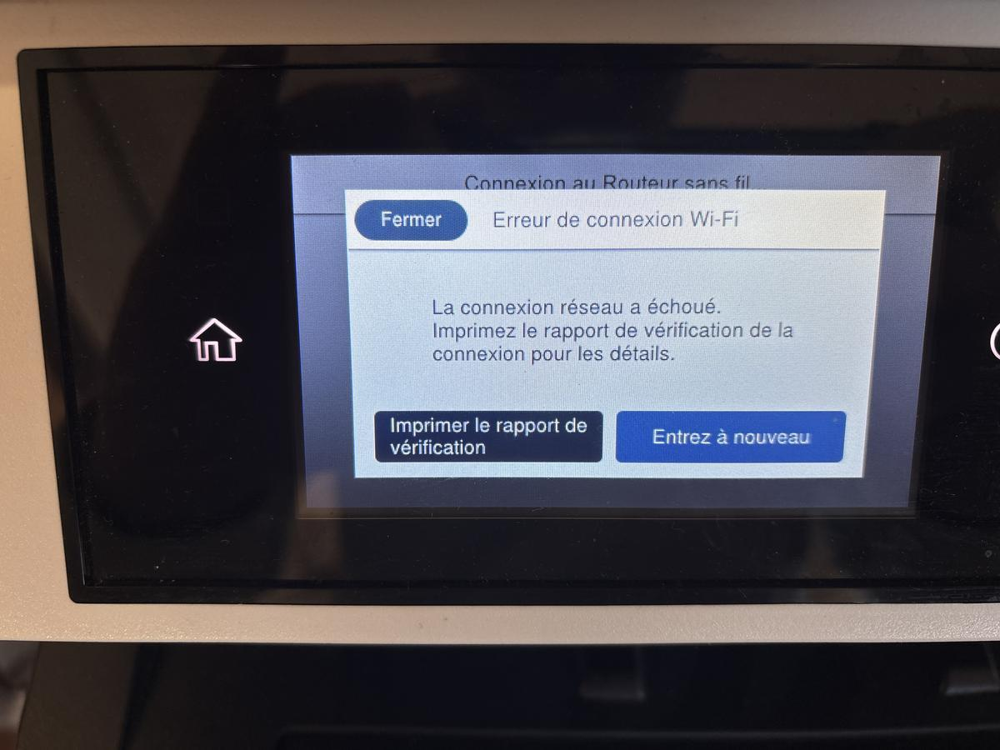 Connexion au Routeur sans fil...
Fermer
Erreur de connexion Wi-Fi
La connexion réseau a échoué.
Imprimez le rapport de vérification de la
connexion pour les détails.
Imprimer le rapport de
vérification
Entrez à nouveau